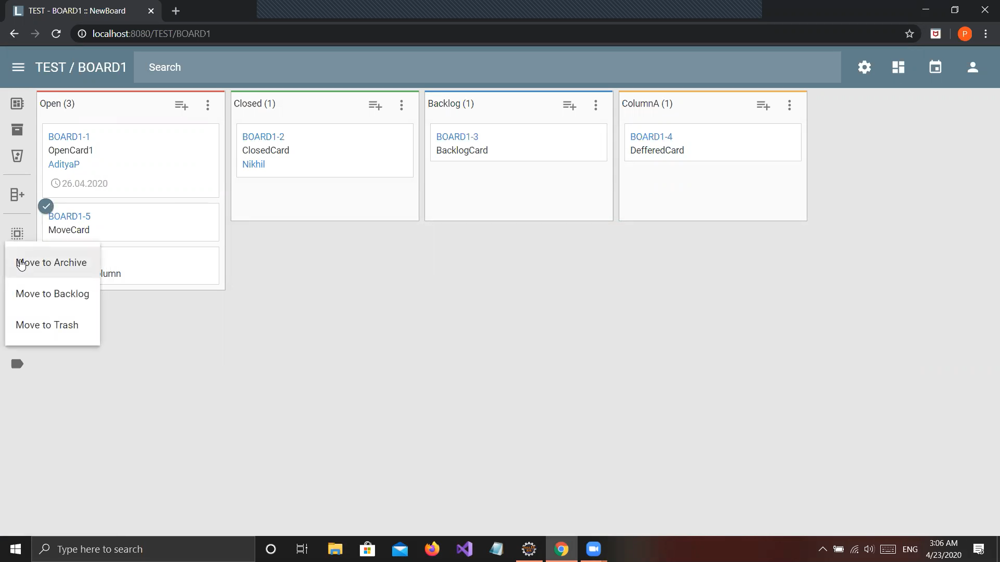 TEST - BOARD1 :: NewBoard
localhost:8080/TEST/BOARD1
P
TEST / BOARD1
Search
Open (3)
BOARD1-1
OpenCard1
AdityaP
26.04.2020
BOARD1-5
MoveCard
lumn
Closed (1)
BOARD1-2
ClosedCard
Nikhil
Backlog (1)
BOARD1-3
BacklogCard
ColumnA (1)
BOARD1-4
DefferedCard
Move to Archive
Move to Backlog
Move to Trash
Type here to search
ENG
3:06 AM
4/23/2020